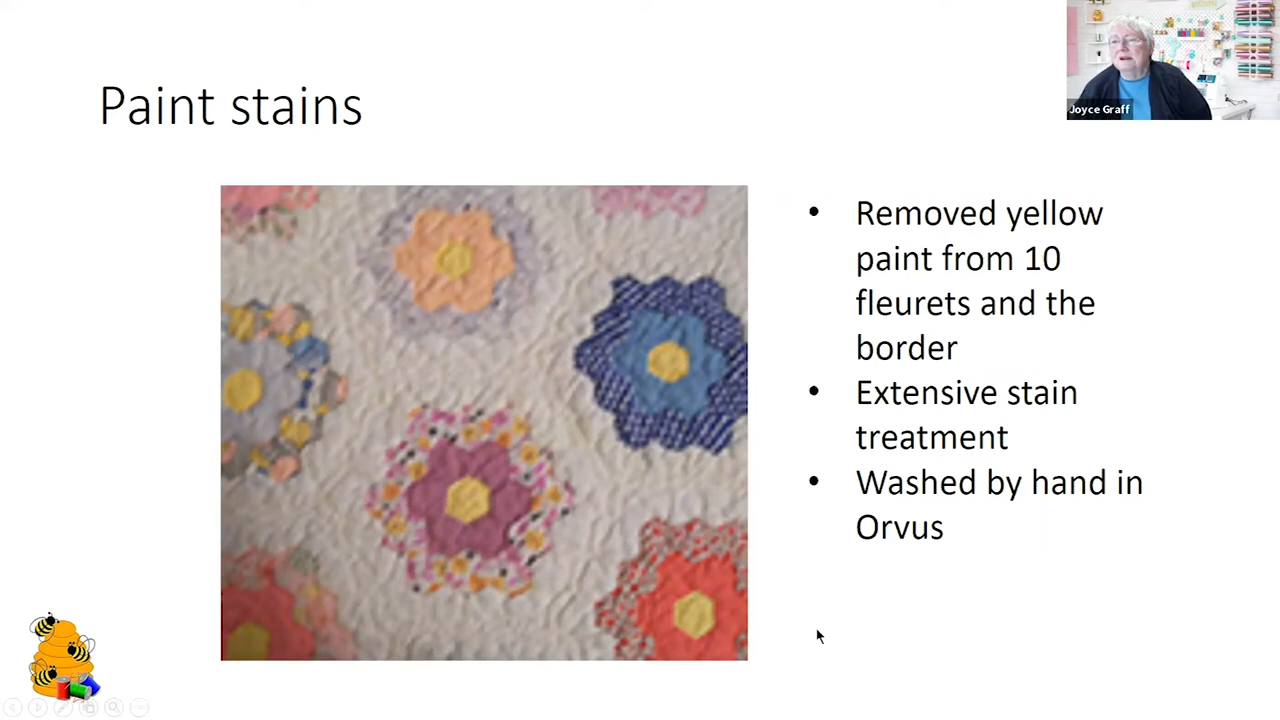 Joyce Graff
Paint stains
• Removed yellow
paint from 10
fleurets and the
border
• Extensive stain
treatment
• Washed by hand in
Orvus